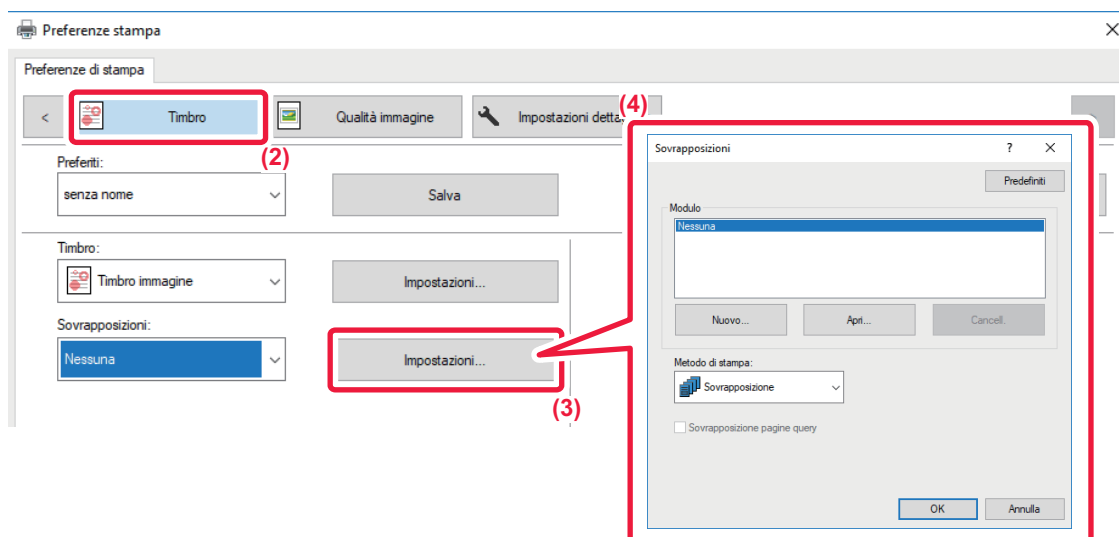 Preferenze stampa
Preferenze di stampa
<
Timbro
Qualità immagine
Impostazioni detta
(2)
Preferiti:
senza nome
Salva
Timbro:
Timbro immagine
Impostazioni...
Sovrapposizioni:
Nessuna
Impostazioni...
(3)
(4)
Sovrapposizioni
?
Predefiniti
Modulo
Nessuna
Nuovo...
Apri...
Cancell.
Metodo di stampa:
Sovrapposizione
Sovrapposizione pagine query
OK
Annulla